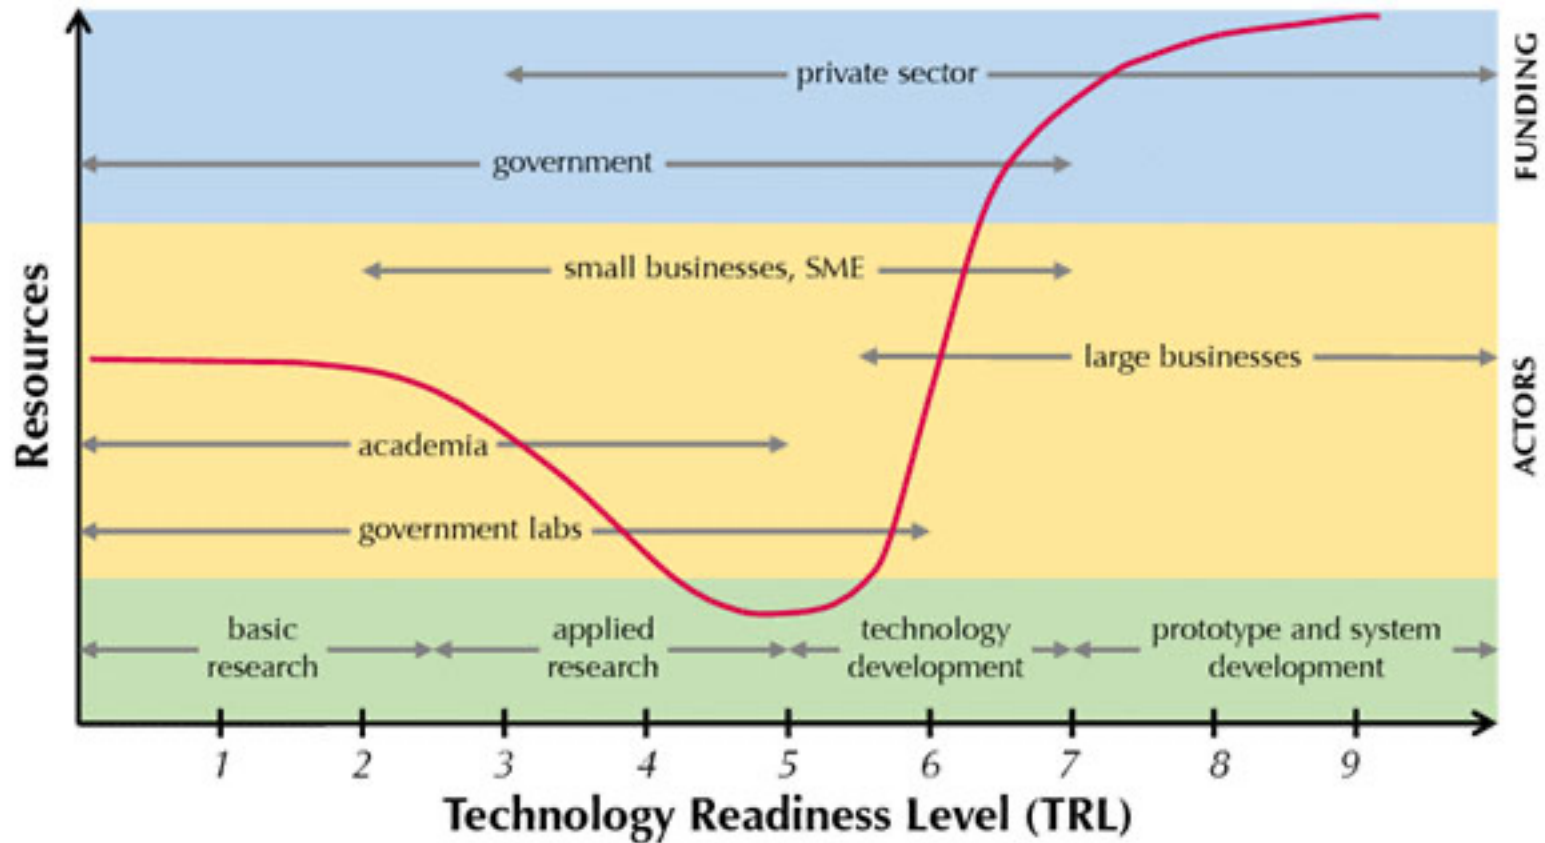 private sector
government
FUNDING
small businesses, SME
large businesses
Resources
ACTORS
academia
government labs
basic
research
applied
research
technology
development
prototype and system
development
1 2 3 4 5 6 7 8 9
Technology Readiness Level (TRL)